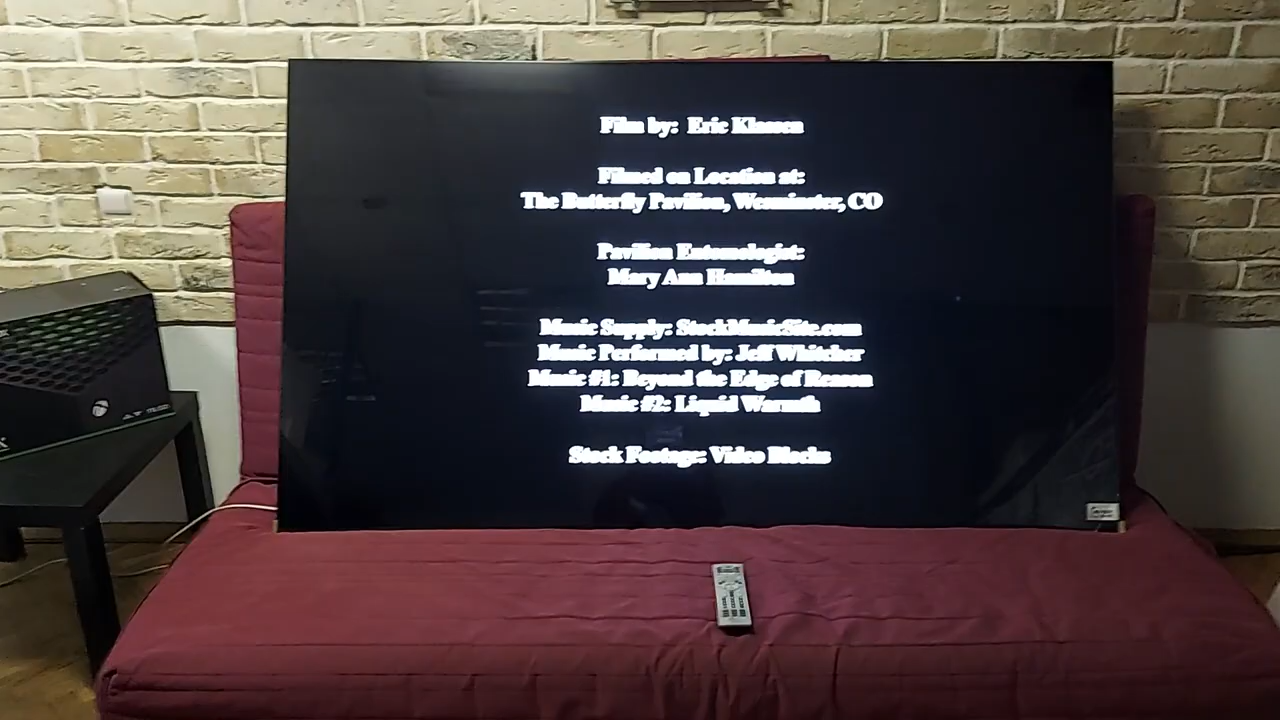 Film by: Eric Klassen
Filmed on Location at:
The Butterfly Pavilion, Wesminster, CO
Pavilion Entomologist:
Mary Ann Hamilton
Music Supply: StockMusicSite.com
Music Performed by: Jeff Whitcher
Music #1: Beyond the Edge of Reason
Music #2: Liquid Warmth
Stock Footage: Video Blocks